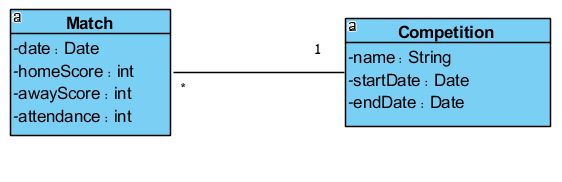 a
Match
-date : Date
-homeScore : int
-awayScore : int
-attendance : int
1
*
a
Competition
-name : String
-startDate : Date
-endDate : Date